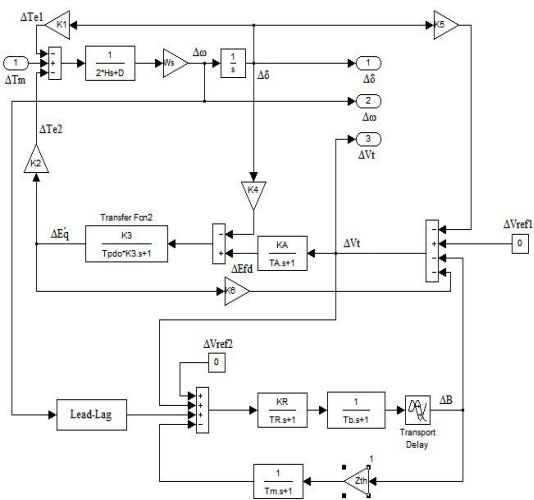 ΔTe1
K1
K5
1
ΔTm
1
2*Hs+D
Ws
Δω
1
s
Δδ
1
Δδ
2
Δω
3
ΔVt
ΔTe2
K2
K4
Transfer Fcn2
K3
Tpdo*K3.s+1
ΔE'q
KA
TA.s+1
ΔEfd
ΔVt
ΔVref1
0
K6
ΔVref2
0
Lead-Lag
KR
TR.s+1
1
Tb.s+1
Transport
Delay
ΔB
1
Tm.s+1
1
Zth